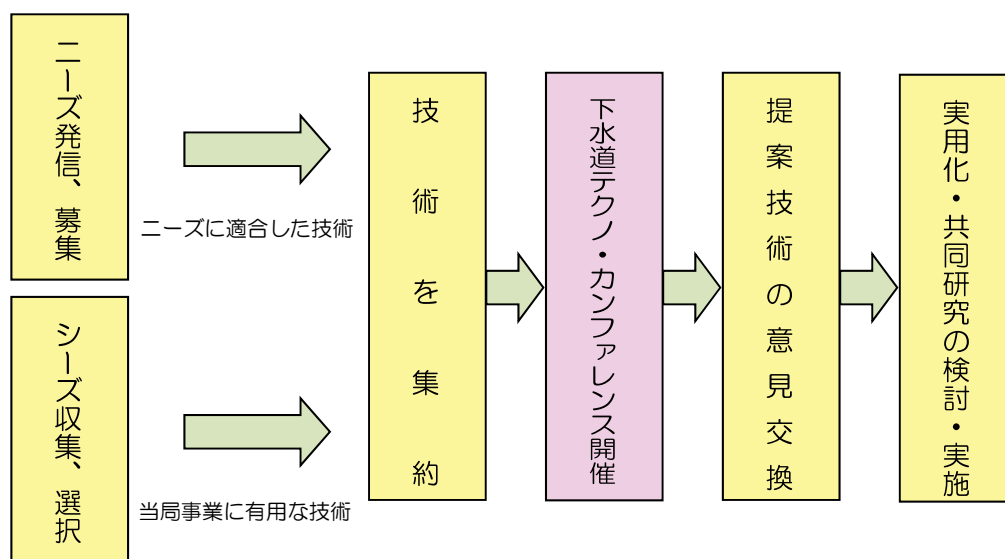 ニーズ発信、募集
ニーズに適合した技術
シーズ収集、選択
当局事業に有用な技術
技術を集約
下水道テクノ・カンファレンス開催
提案技術の意見交換
実用化・共同研究の検討・実施